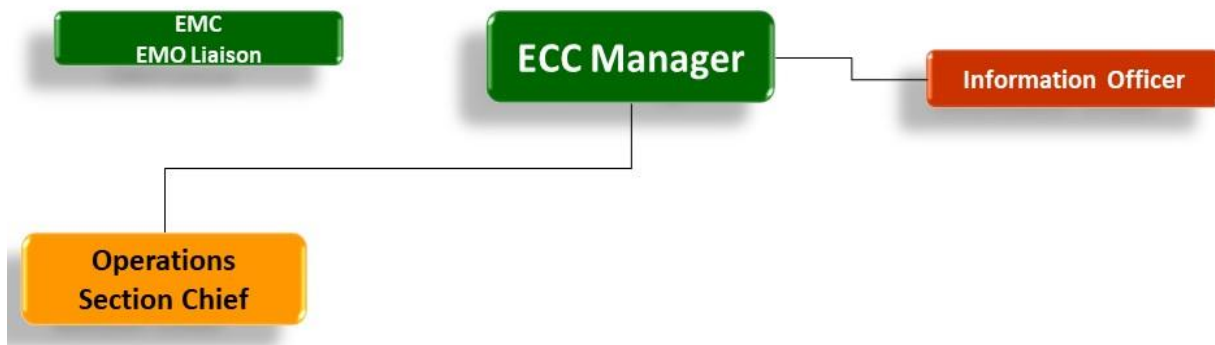 EMC
EMO Liaison
ECC Manager
Information Officer
Operations
Section Chief